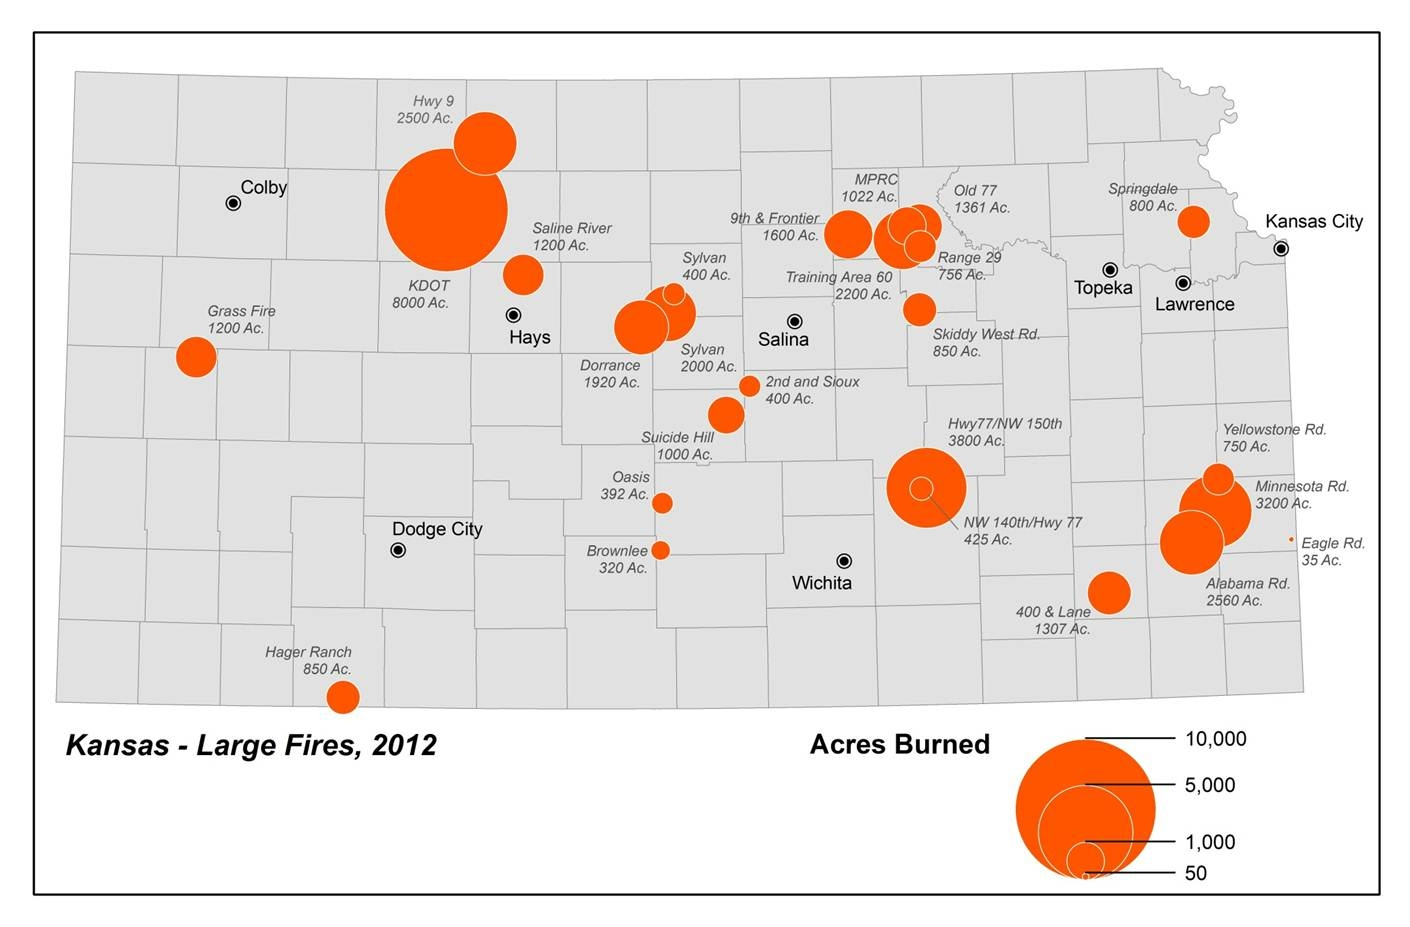 Hwy 9
2500 Ac.
Colby
KDOT
8000 Ac.
Saline River
1200 Ac.
Hays
Grass Fire
1200 Ac.
Sylvan
400 Ac.
Sylvan
2000 Ac.
Dorrance
1920 Ac.
MPRC
1022 Ac.
Old 77
1361 Ac.
9th & Frontier
1600 Ac.
Range 29
756 Ac.
Training Area 60
2200 Ac.
Skiddy West Rd.
850 Ac.
Springdale
800 Ac.
Kansas City
Topeka
Lawrence
Salina
2nd and Sioux
400 Ac.
Suicide Hill
1000 Ac.
Oasis
392 Ac.
Brownlee
320 Ac.
Dodge City
Hwy77/NW 150th
3800 Ac.
NW 140th/Hwy 77
425 Ac.
Wichita
Yellowstone Rd.
750 Ac.
Minnesota Rd.
3200 Ac.
Eagle Rd.
35 Ac.
Alabama Rd.
2560 Ac.
400 & Lane
1307 Ac.
Hager Ranch
850 Ac.
Kansas - Large Fires, 2012
Acres Burned
10,000
5,000
1,000
50